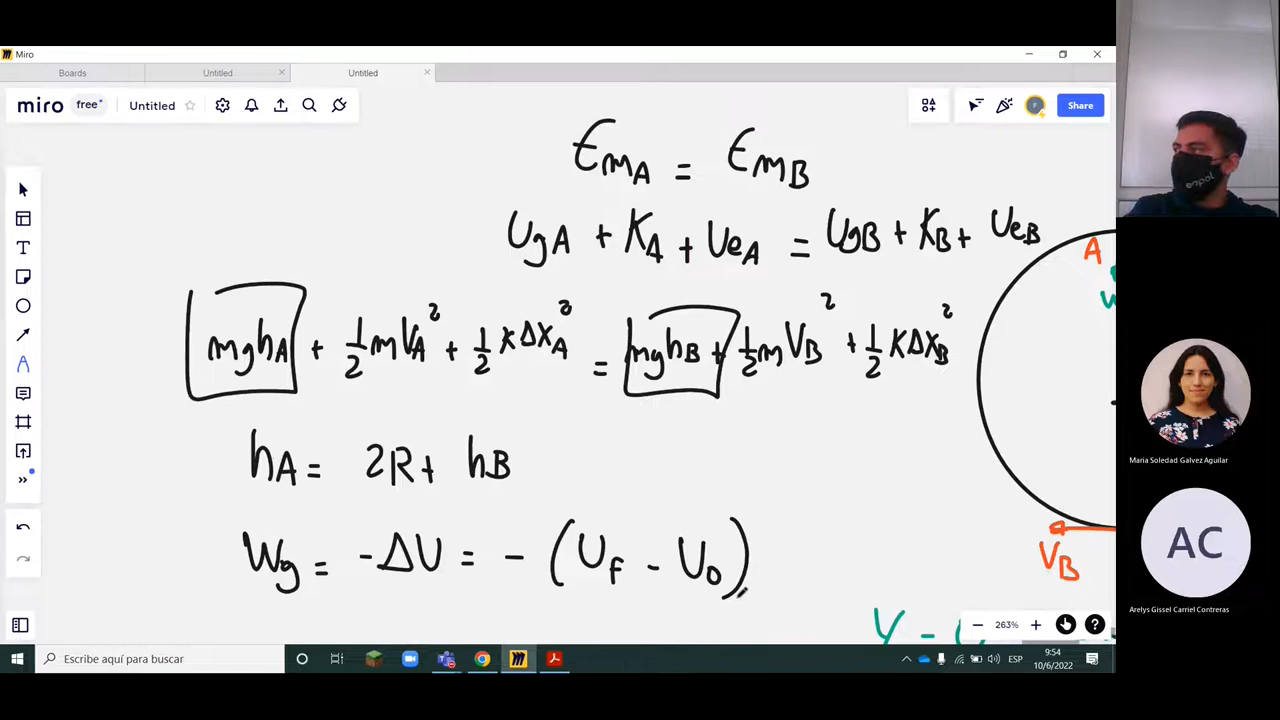 Miro
Boards
Untitled
Untitled
miro
free
Untitled
Share
EmA = EmB
UgA + KA + UeA = UgB + KB + UeB
mghA + 1/2 mVA² + 1/2 KΔXA² = mghB + 1/2 mVB² + 1/2 KΔXB²
hA = 2R + hB
Wg = -ΔU = - (Uf - U0)
A
W
VB
Y -
263%
T
A
espol
Maria Soledad Galvez Aguilar
AC
Arelys Gissel Carriel Contreras
Escribe aquí para buscar
ESP
9:54
10/6/2022